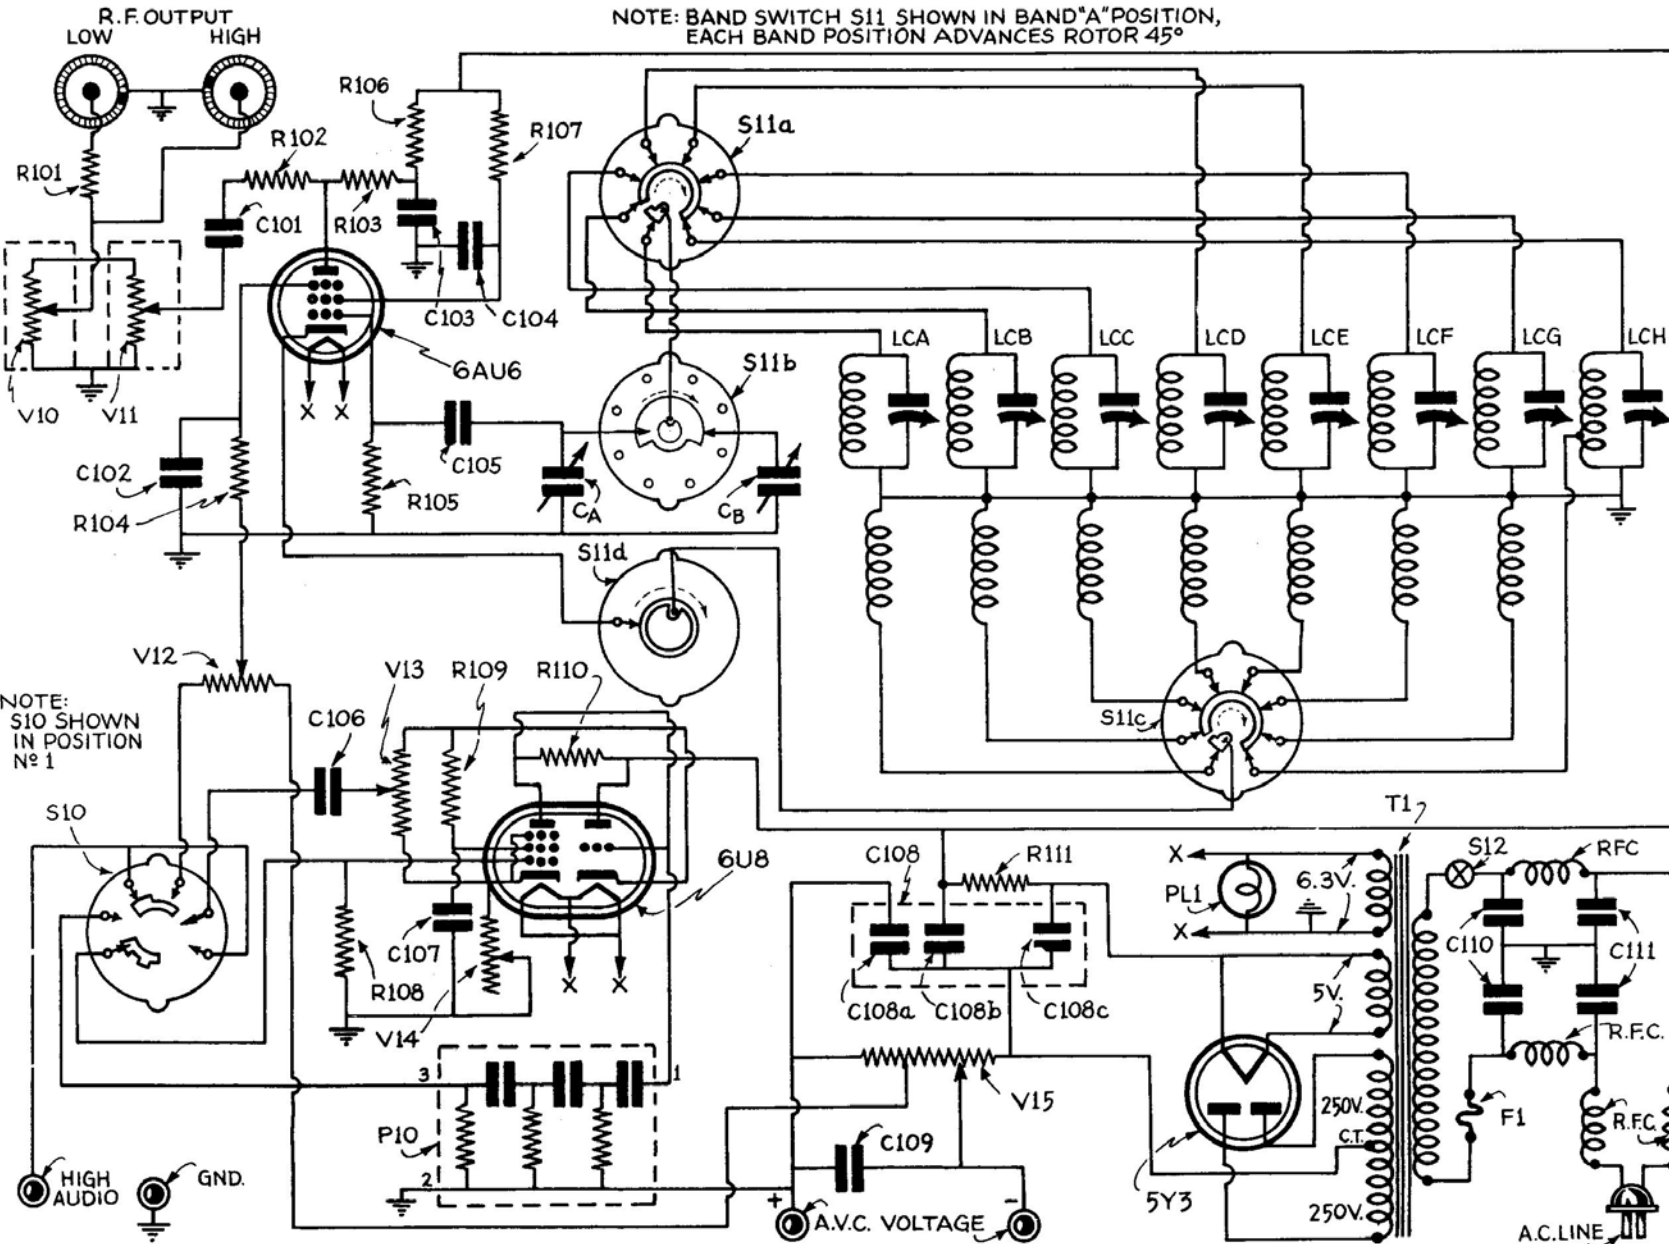 R.F. OUTPUT
LOW
HIGH
NOTE: BAND SWITCH S11 SHOWN IN BAND "A" POSITION,
EACH BAND POSITION ADVANCES ROTOR 45°
R106
R107
S11a
R102
R101
R103
C101
C103
C104
6AU6
X X
V10
V11
C102
R104
R105
C105
CA
S11b
CB
S11d
LCA
LCB
LCC
LCD
LCE
LCF
LCG
LCH
S11c
V12
NOTE:
S10 SHOWN
IN POSITION
Nº 1
S10
C106
V13
R109
R110
6U8
C107
R108
V14
X X
C108
R111
C108a
C108b
C108c
X
PL1
6.3V.
X
T1
S12
RFC
C110
C111
5V.
R.F.C.
3
1
P10
2
V15
C109
250V.
C.T.
250V.
5Y3
F1
R.F.C.
HIGH
AUDIO
GND.
+
A.V.C. VOLTAGE
-
A.C. LINE